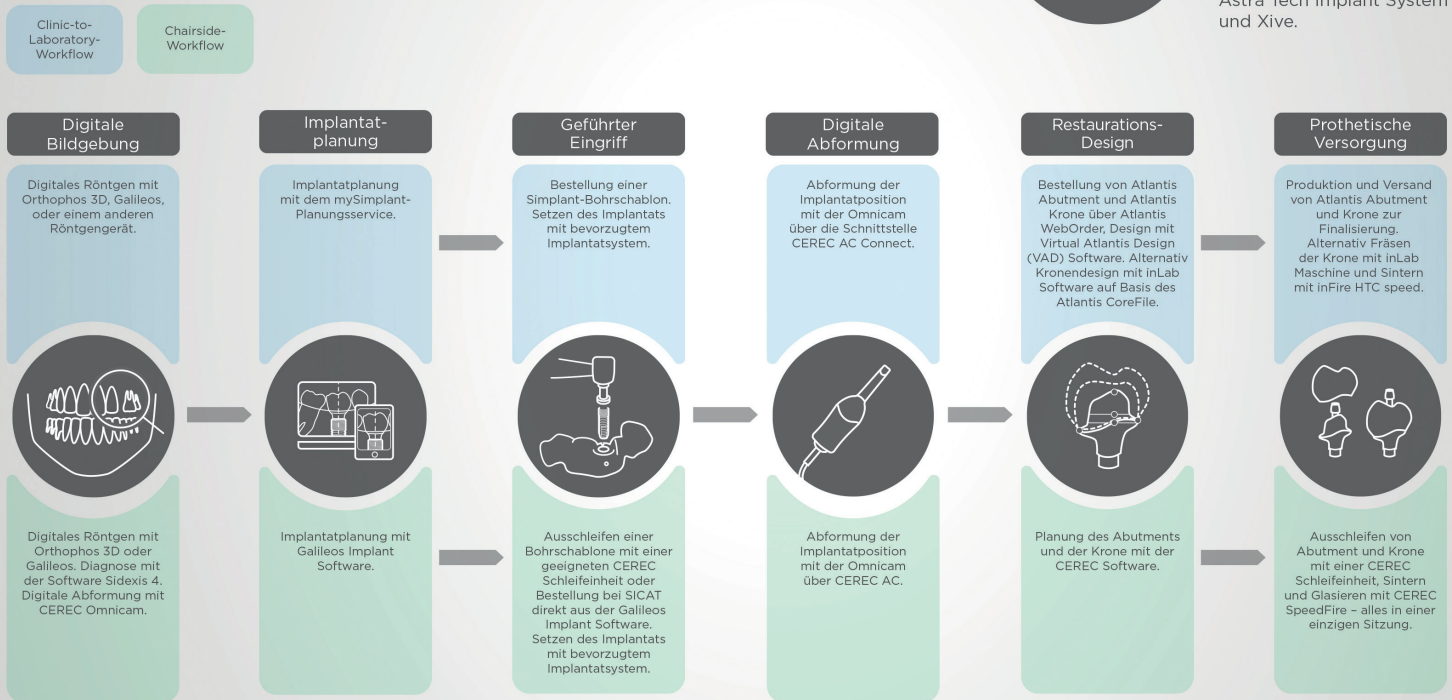 Astra Tech Implant System
und Xive.
Clinic-to-
Laboratory-
Workflow
Chairside-
Workflow
Digitale
Bildgebung
Digitales Röntgen mit
Orthophos 3D, Galileos,
oder einem anderen
Röntgengerät.
Digitales Röntgen mit
Orthophos 3D oder
Galileos. Diagnose mit
der Software Sidexis 4.
Digitale Abformung mit
CEREC Omnicam.
Implantat-
planung
Implantatplanung
mit dem mySimplant-
Planungsservice.
Implantatplanung mit
Galileos Implant
Software.
Geführter
Eingriff
Bestellung einer
Simplant-Bohrschablon.
Setzen des Implantats
mit bevorzugtem
Implantatsystem.
Ausschleifen einer
Bohrschablone mit einer
geeigneten CEREC
Schleifeinheit oder
Bestellung bei SICAT
direkt aus der Galileos
Implant Software.
Setzen des Implantats
mit bevorzugtem
Implantatsystem.
Digitale
Abformung
Abformung der
Implantatposition
mit der Omnicam
über die Schnittstelle
CEREC AC Connect.
Abformung der
Implantatposition
mit der Omnicam
über CEREC AC.
Restaurations-
Design
Bestellung von Atlantis
Abutment und Atlantis
Krone über Atlantis
WebOrder, Design mit
Virtual Atlantis Design
(VAD) Software. Alternativ
Kronendesign mit inLab
Software auf Basis des
Atlantis CoreFile.
Planung des Abutments
und der Krone mit der
CEREC Software.
Prothetische
Versorgung
Produktion und Versand
von Atlantis Abutment
und Krone zur
Finalisierung.
Alternativ Fräsen
der Krone mit inLab
Maschine und Sintern
mit inFire HTC speed.
Ausschleifen von
Abutment und Krone
mit einer CEREC
Schleifeinheit, Sintern
und Glasieren mit CEREC
SpeedFire – alles in einer
einzigen Sitzung.